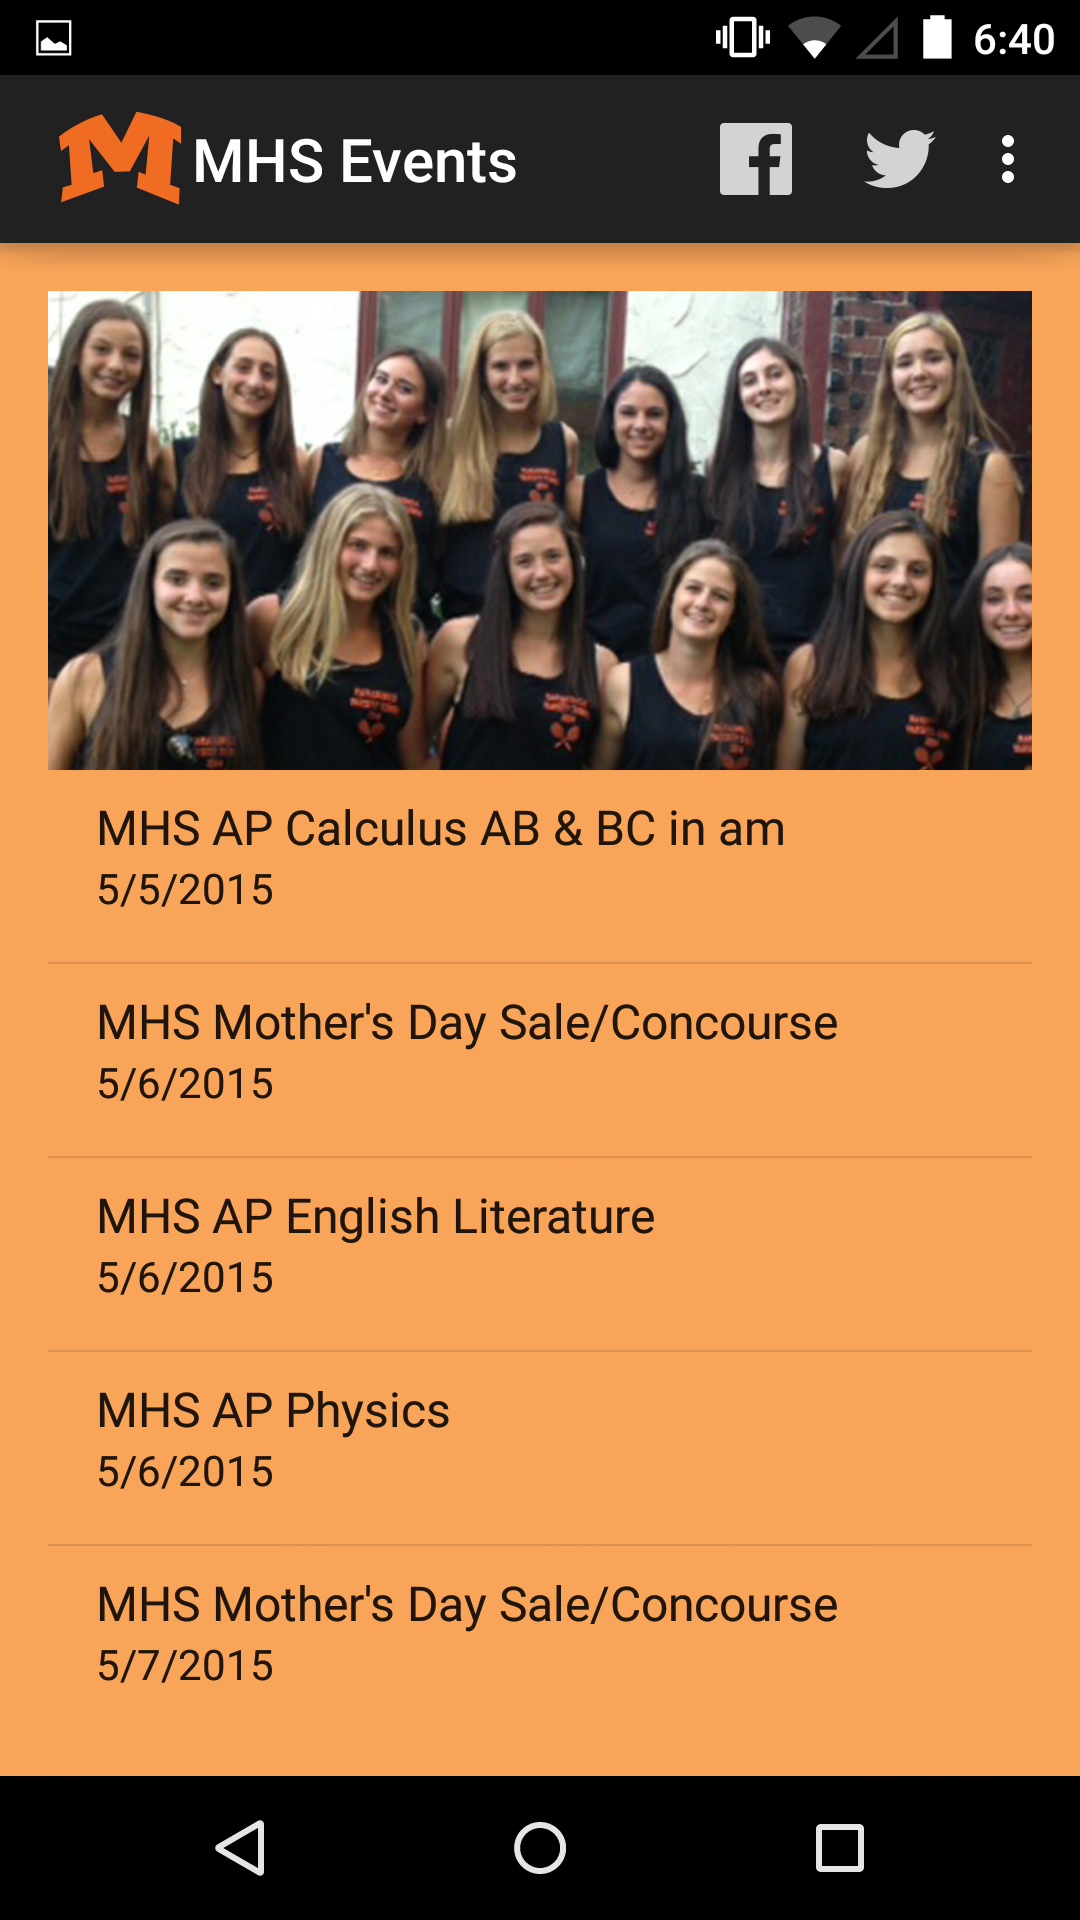 6:40
M MHS Events
MHS AP Calculus AB & BC in am
5/5/2015
MHS Mother's Day Sale/Concourse
5/6/2015
MHS AP English Literature
5/6/2015
MHS AP Physics
5/6/2015
MHS Mother's Day Sale/Concourse
5/7/2015